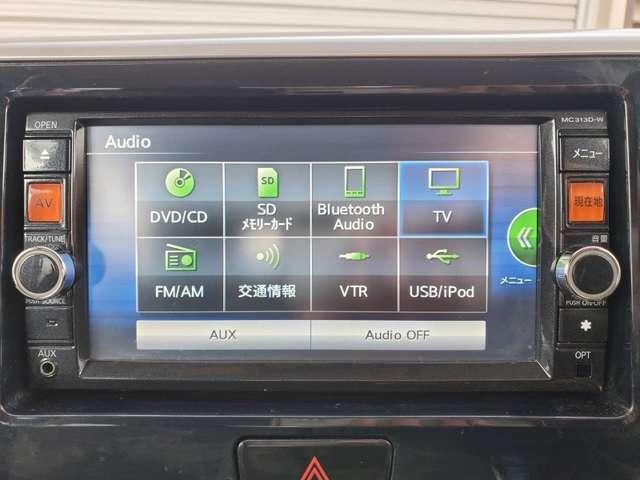 OPEN
MC313D-W
Audio
メニュー
AV
現在地
SD
DVD/CD
SD
メモリーカード
Bluetooth
Audio
TV
TRACK/TUNE
音量
メニュー
FM/AM
交通情報
VTR
USB/iPod
PUSH SOURCE
PUSH ON・OFF
AUX
Audio OFF
AUX
OPT